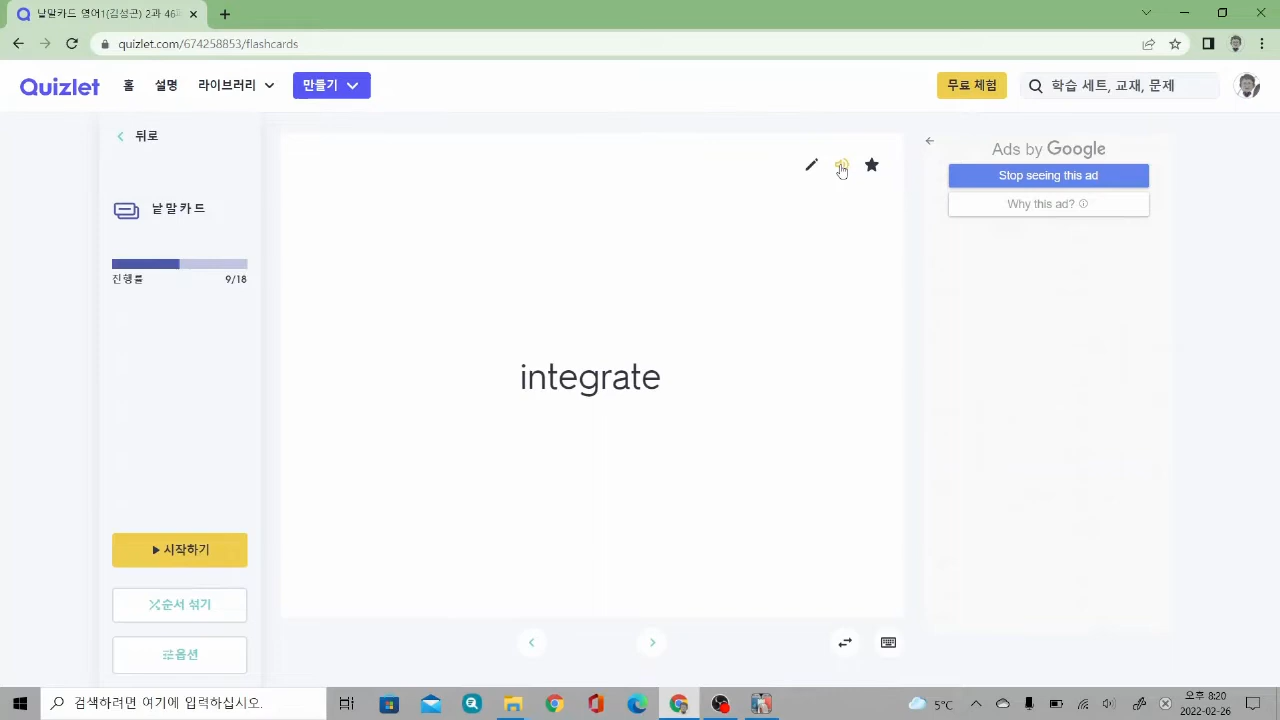 낱말카드 영어1(김성곤) 2과 46
quizlet.com/674258853/flashcards
Quizlet 홈 설명 라이브러리 만들기 무료 체험 학습 세트, 교재, 문제
뒤로
낱말카드
진행률 9/18
시작하기
순서 섞기
옵션
integrate
Ads by Google
Stop seeing this ad
Why this ad?
검색하려면 여기에 입력하십시오.
5°C
오후 8:20
2022-02-26